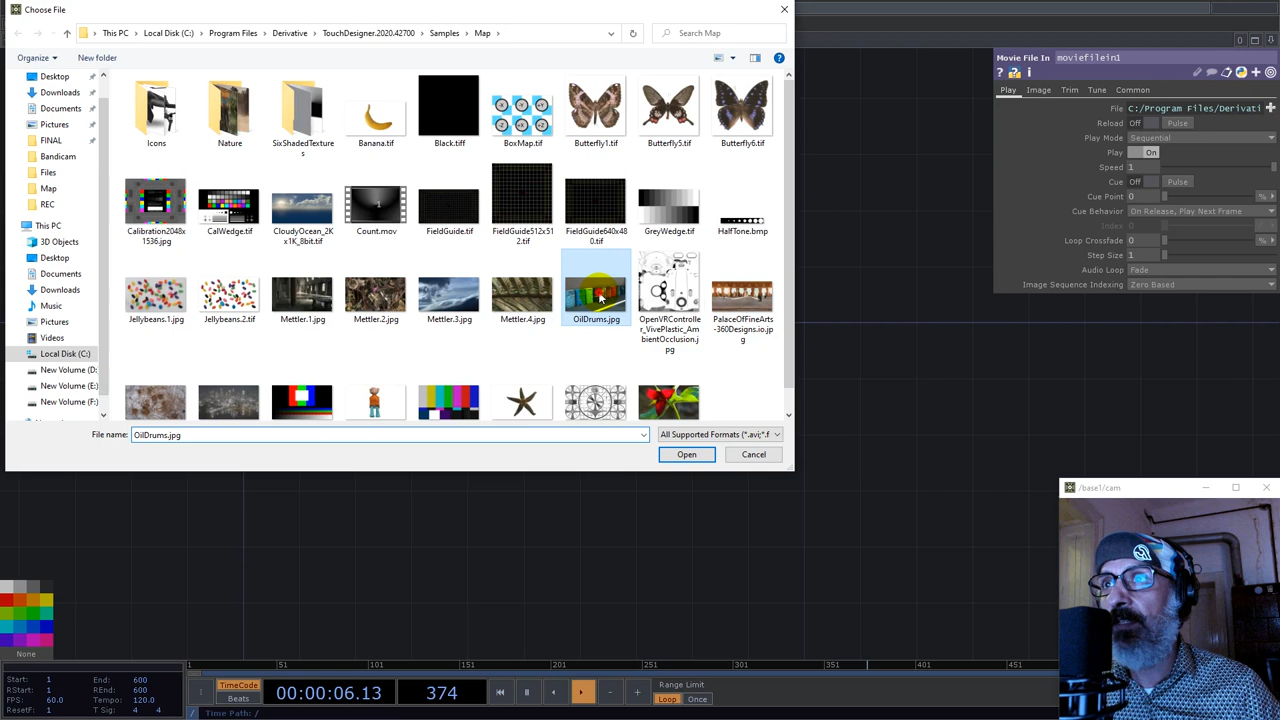 Choose File
This PC > Local Disk (C:) > Program Files > Derivative > TouchDesigner.2020.42700 > Samples > Map >
Search Map
Organize
New folder
Desktop
Downloads
Documents
Pictures
FINAL
Bandicam
Files
Map
REC
This PC
3D Objects
Desktop
Documents
Downloads
Music
Pictures
Videos
Local Disk (C:)
New Volume (D:
New Volume (E:)
New Volume (F:)
Icons
Nature
SixShadedTextures
Banana.tif
Black.tiff
BoxMap.tif
Butterfly1.tif
Butterfly5.tif
Butterfly6.tif
Calibration2048x1536.jpg
CalWedge.tif
CloudyOcean_2Kx1K_8bit.tif
Count.mov
FieldGuide.tif
FieldGuide512x512.tif
FieldGuide640x480.tif
GreyWedge.tif
HalfTone.bmp
Jellybeans.1.jpg
Jellybeans.2.tif
Mettler.1.jpg
Mettler.2.jpg
Mettler.3.jpg
Mettler.4.jpg
OilDrums.jpg
OpenVRController_VivePlastic_AmbientOcclusion.jpg
PalaceOfFineArts-360Designs.io.jpg
File name: OilDrums.jpg
All Supported Formats (*.avi;*.f
Open
Cancel
Movie File In moviefilein1
Play Image Trim Tune Common
File C:/Program Files/Derivati
Reload Off Pulse
Play Mode Sequential
Play On
Speed 1
Cue Off Pulse
Cue Point 0 %
Cue Behavior On Release, Play Next Frame
Index 0
Loop Crossfade 0 %
Step Size 1
Audio Loop Fade
Image Sequence Indexing Zero Based
/base1/cam
None
1 51 101 151 201 251 301 351 401 451
Start: 1 End: 600
RStart: 1 REnd: 600
FPS: 60.0 Tempo: 120.0
ResetF: 1 T Sig: 4 4
TimeCode
Beats
00:00:06.13
374
Range Limit
Loop Once
/ Time Path: /